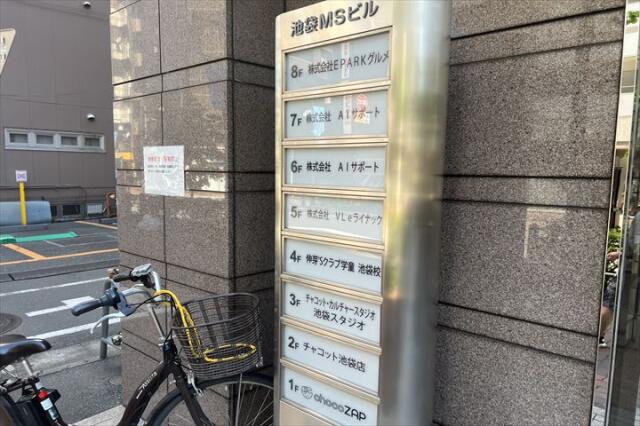 池袋MSビル
8F 株式会社EPARKグルメ
7F 株式会社 AIサポート
6F 株式会社 AIサポート
5F 株式会社 VLeライナック
4F 伸芽'Sクラブ学童 池袋校
3F チャコット・カルチャースタジオ
池袋スタジオ
2F チャコット池袋店
1F chocoZAP